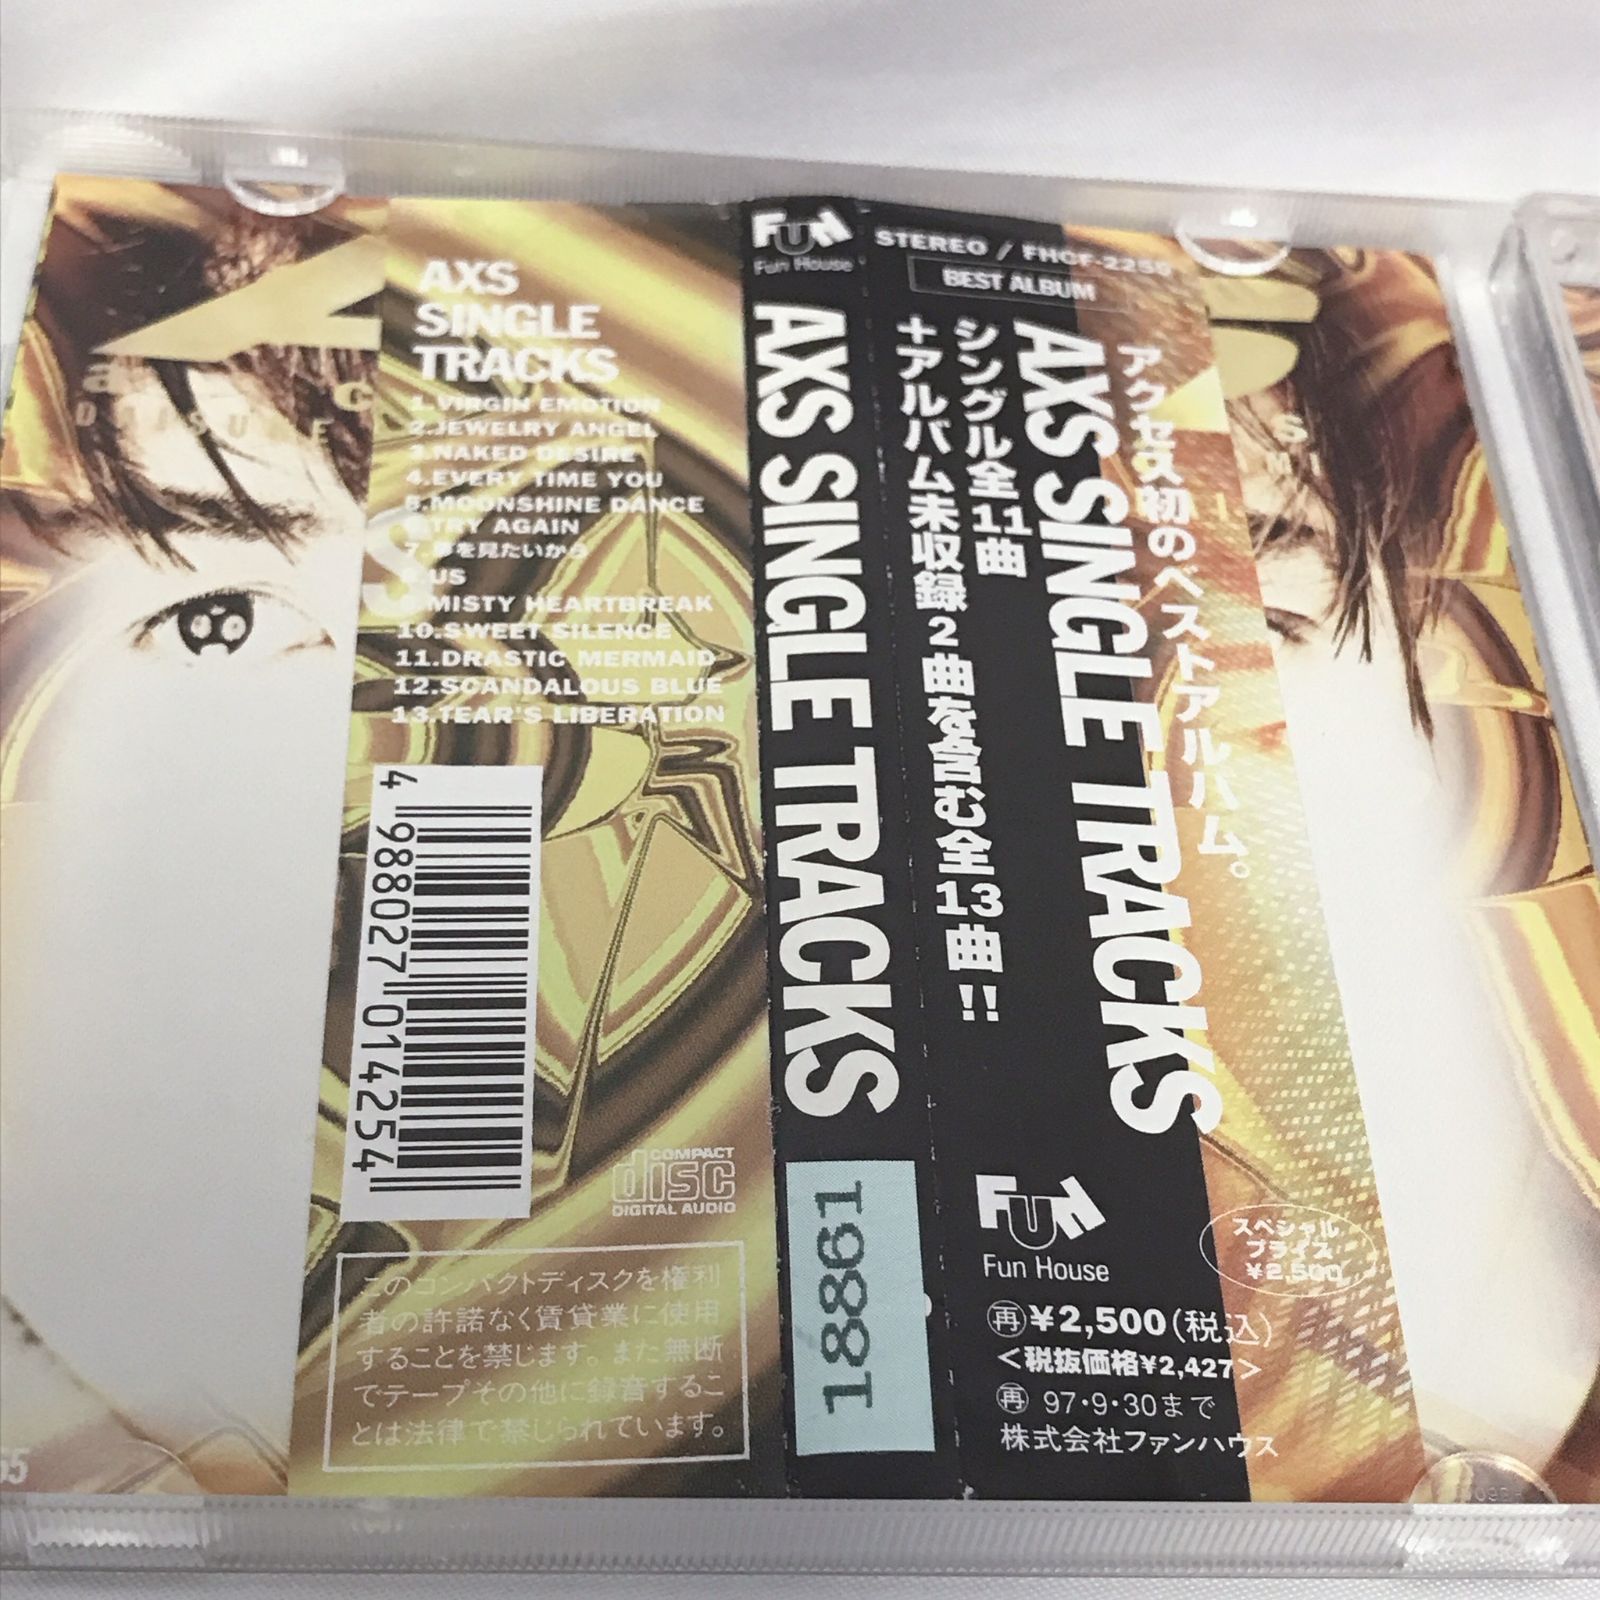 AXS
SINGLE
TRACKS
1.VIRGIN EMOTION
2.JEWELRY ANGEL
3.NAKED DESIRE
4.EVERY TIME YOU
5.MOONSHINE DANCE
6.TRY AGAIN
7.夢を見たいから
8.US
9.MISTY HEARTBREAK
10.SWEET SILENCE
11.DRASTIC MERMAID
12.SCANDALOUS BLUE
13.TEAR'S LIBERATION
4 988027 014254
COMPACT
disc
DIGITAL AUDIO
このコンパクトディスクを権利
者の許諾なく賃貸業に使用
することを禁じます。また無断
でテープその他に録音するこ
とは法律で禁じられています。
FUN
Fun House
AXS SINGLE TRACKS
18861
STEREO / FHCF-2255
BEST ALBUM
アクセス初のベストアルバム。
AXS SINGLE TRACKS
シングル全11曲
+アルバム未収録2曲を含む全13曲!!
FUN
Fun House
スペシャル
プライス
¥2,500
再¥2,500(税込)
<税抜価格¥2,427>
再 97・9・30まで
株式会社ファンハウス
a c
DAISUKE
S
55